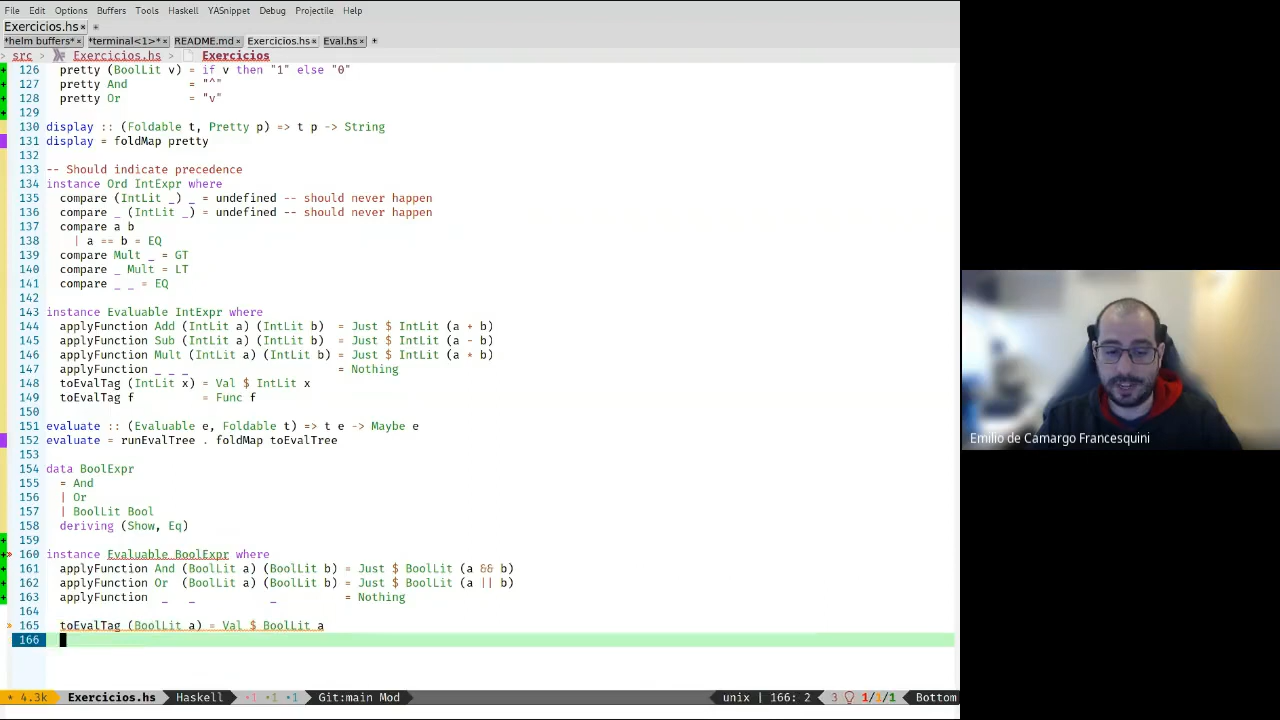 File Edit Options Buffers Tools Haskell YASnippet Debug Projectile Help
Exercicios.hs× +
*helm buffers*× *terminal<1>*× README.md× Exercicios.hs× Eval.hs× +
src > Exercicios.hs > Exercicios
126 pretty (BoolLit v) = if v then "1" else "0"
127 pretty And = "^"
128 pretty Or = "v"
129
130 display :: (Foldable t, Pretty p) => t p -> String
131 display = foldMap pretty
132
133 -- Should indicate precedence
134 instance Ord IntExpr where
135 compare (IntLit _) _ = undefined -- should never happen
136 compare _ (IntLit _) = undefined -- should never happen
137 compare a b
138 | a == b = EQ
139 compare Mult _ = GT
140 compare _ Mult = LT
141 compare _ _ = EQ
142
143 instance Evaluable IntExpr where
144 applyFunction Add (IntLit a) (IntLit b) = Just $ IntLit (a + b)
145 applyFunction Sub (IntLit a) (IntLit b) = Just $ IntLit (a - b)
146 applyFunction Mult (IntLit a) (IntLit b) = Just $ IntLit (a * b)
147 applyFunction _ _ _ = Nothing
148 toEvalTag (IntLit x) = Val $ IntLit x
149 toEvalTag f = Func f
150
151 evaluate :: (Evaluable e, Foldable t) => t e -> Maybe e
152 evaluate = runEvalTree . foldMap toEvalTree
153
154 data BoolExpr
155 = And
156 | Or
157 | BoolLit Bool
158 deriving (Show, Eq)
159
160 instance Evaluable BoolExpr where
161 applyFunction And (BoolLit a) (BoolLit b) = Just $ BoolLit (a && b)
162 applyFunction Or (BoolLit a) (BoolLit b) = Just $ BoolLit (a || b)
163 applyFunction _ _ _ = Nothing
164
165 toEvalTag (BoolLit a) = Val $ BoolLit a
166
* 4.3k Exercicios.hs Haskell •1 •1 •1 Git:main Mod unix | 166: 2 3 1/1/1 Bottom
Emilio de Camargo Francesquini